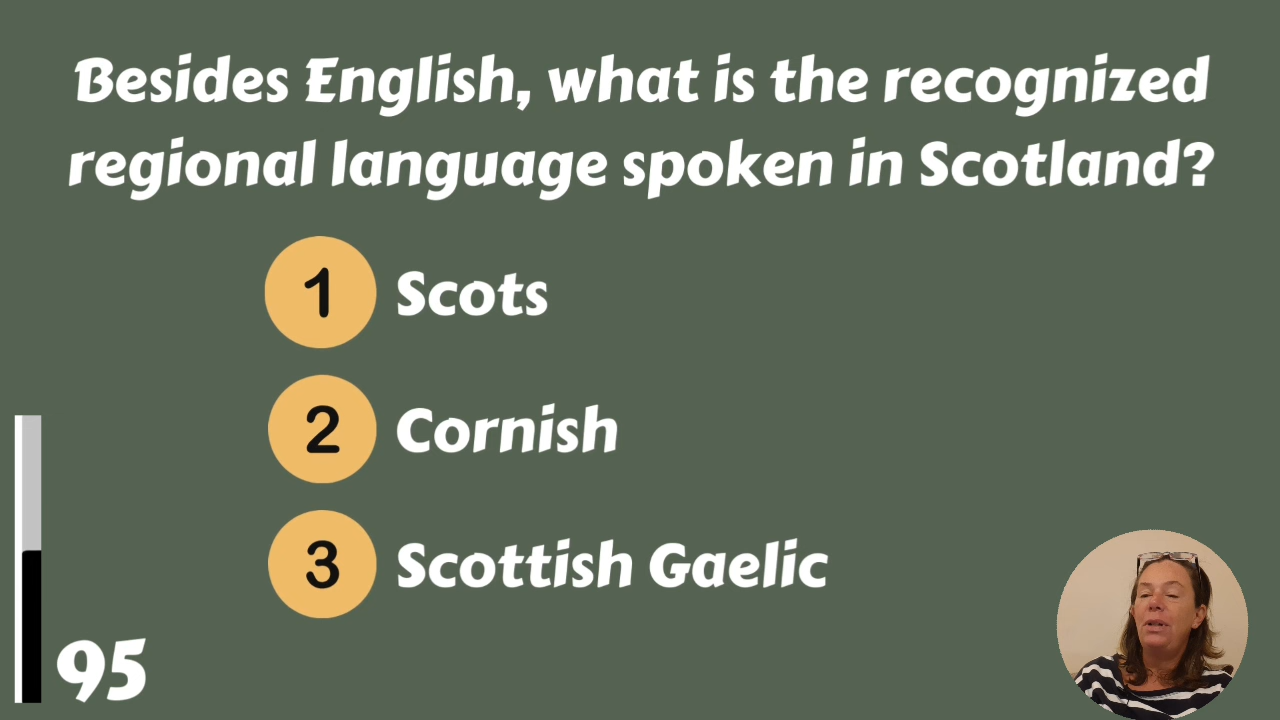 Besides English, what is the recognized
regional language spoken in Scotland?
1 Scots
2 Cornish
3 Scottish Gaelic
95